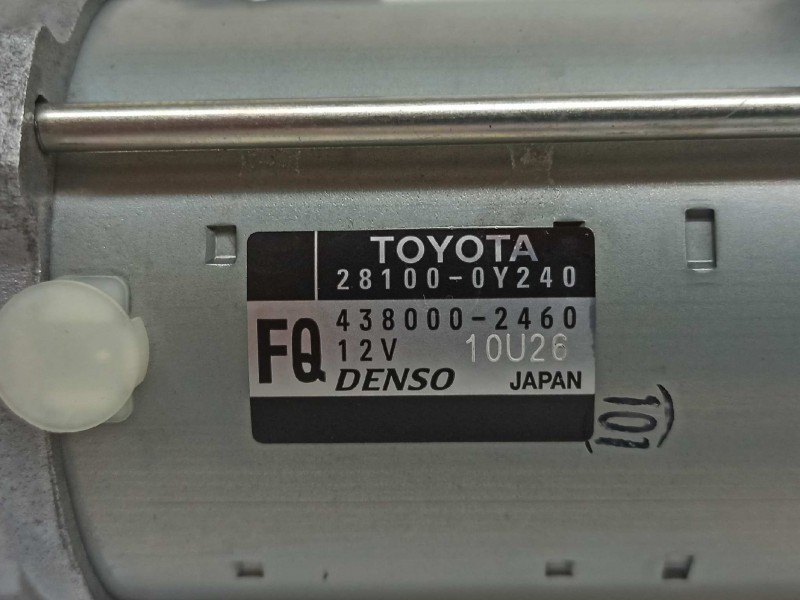 TOYOTA
28100-0Y240
FQ
438000-2460
12V 10U26
DENSO JAPAN
(101)